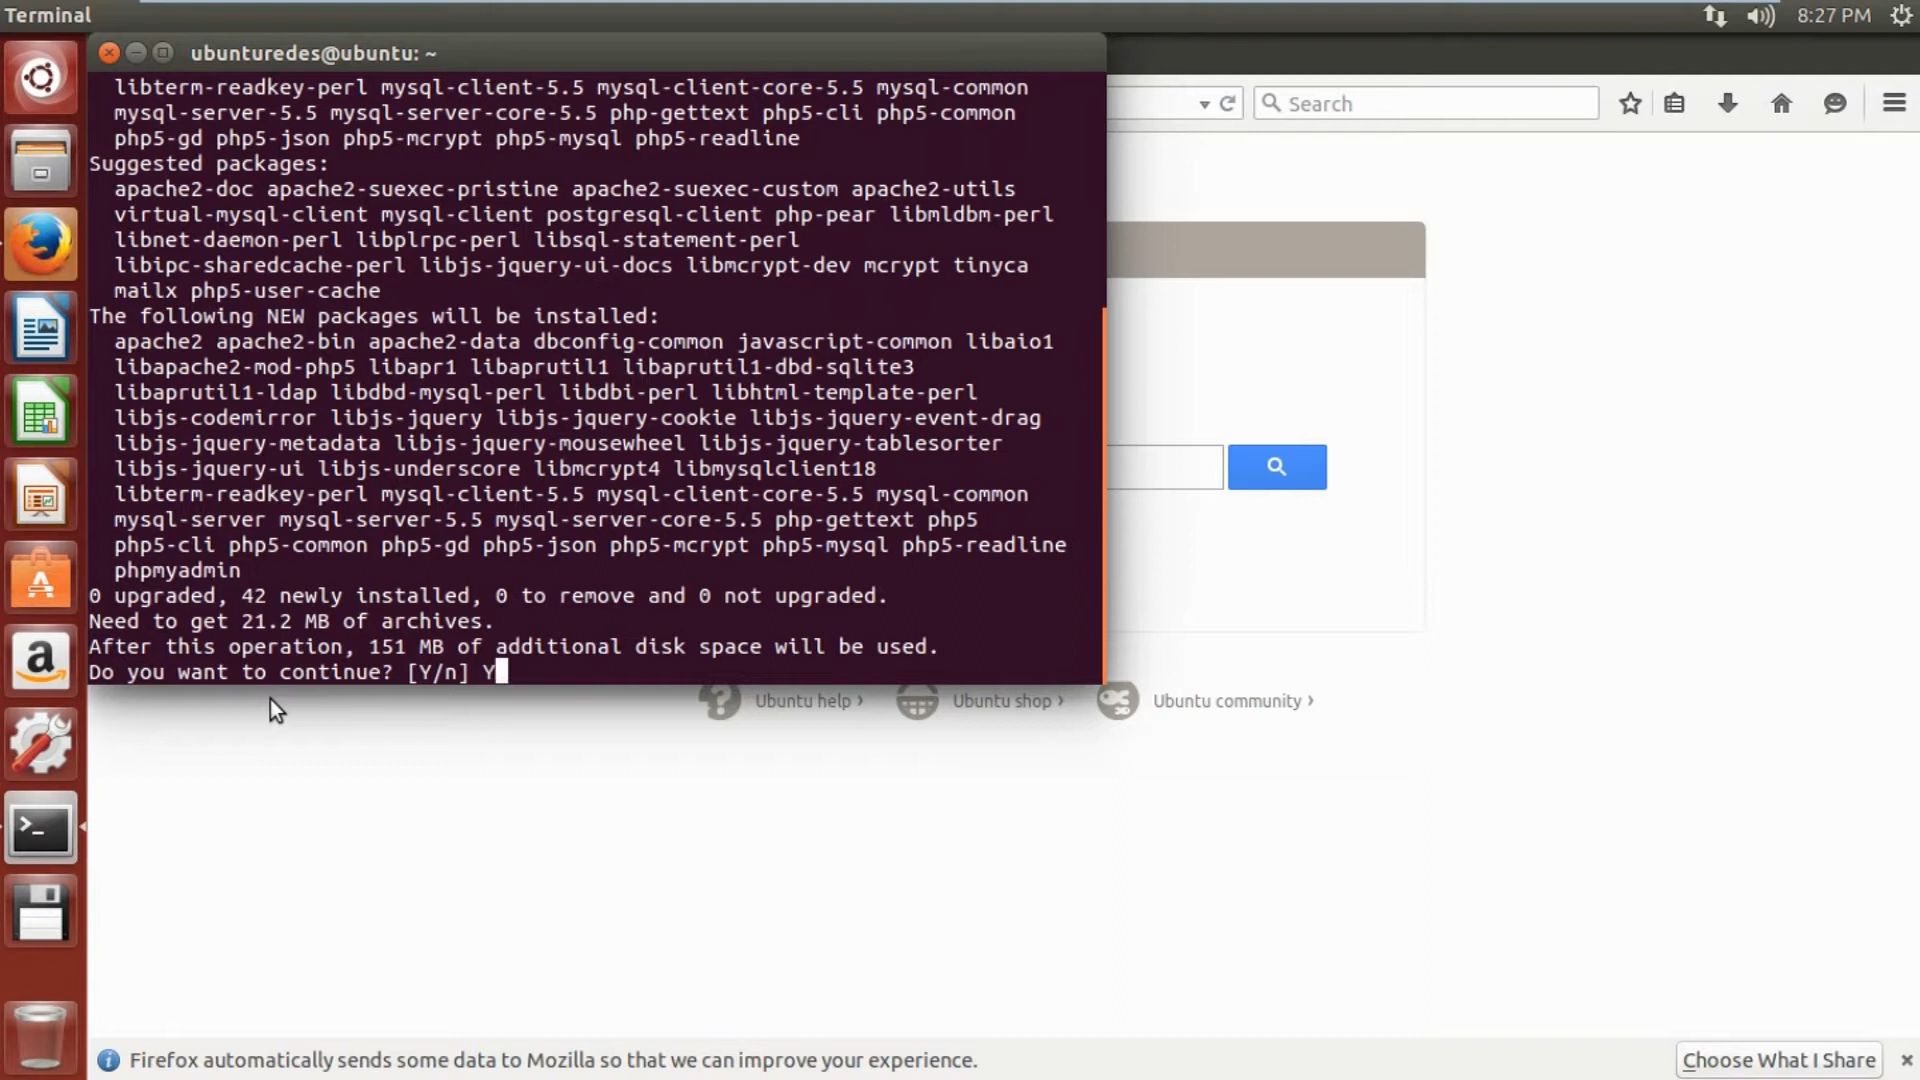 Terminal
8:27 PM
ubunturedes@ubuntu: ~
Search
libterm-readkey-perl mysql-client-5.5 mysql-client-core-5.5 mysql-common
mysql-server-5.5 mysql-server-core-5.5 php-gettext php5-cli php5-common
php5-gd php5-json php5-mcrypt php5-mysql php5-readline
Suggested packages:
apache2-doc apache2-suexec-pristine apache2-suexec-custom apache2-utils
virtual-mysql-client mysql-client postgresql-client php-pear libmldbm-perl
libnet-daemon-perl libplrpc-perl libsql-statement-perl
libipc-sharedcache-perl libjs-jquery-ui-docs libmcrypt-dev mcrypt tinyca
mailx php5-user-cache
The following NEW packages will be installed:
apache2 apache2-bin apache2-data dbconfig-common javascript-common libaio1
libapache2-mod-php5 libapr1 libaprutil1 libaprutil1-dbd-sqlite3
libaprutil1-ldap libdbd-mysql-perl libdbi-perl libhtml-template-perl
libjs-codemirror libjs-jquery libjs-jquery-cookie libjs-jquery-event-drag
libjs-jquery-metadata libjs-jquery-mousewheel libjs-jquery-tablesorter
libjs-jquery-ui libjs-underscore libmcrypt4 libmysqlclient18
libterm-readkey-perl mysql-client-5.5 mysql-client-core-5.5 mysql-common
mysql-server mysql-server-5.5 mysql-server-core-5.5 php-gettext php5
php5-cli php5-common php5-gd php5-json php5-mcrypt php5-mysql php5-readline
phpmyadmin
0 upgraded, 42 newly installed, 0 to remove and 0 not upgraded.
Need to get 21.2 MB of archives.
After this operation, 151 MB of additional disk space will be used.
Do you want to continue? [Y/n] Y
Ubuntu help › Ubuntu shop › Ubuntu community ›
Firefox automatically sends some data to Mozilla so that we can improve your experience.
Choose What I Share